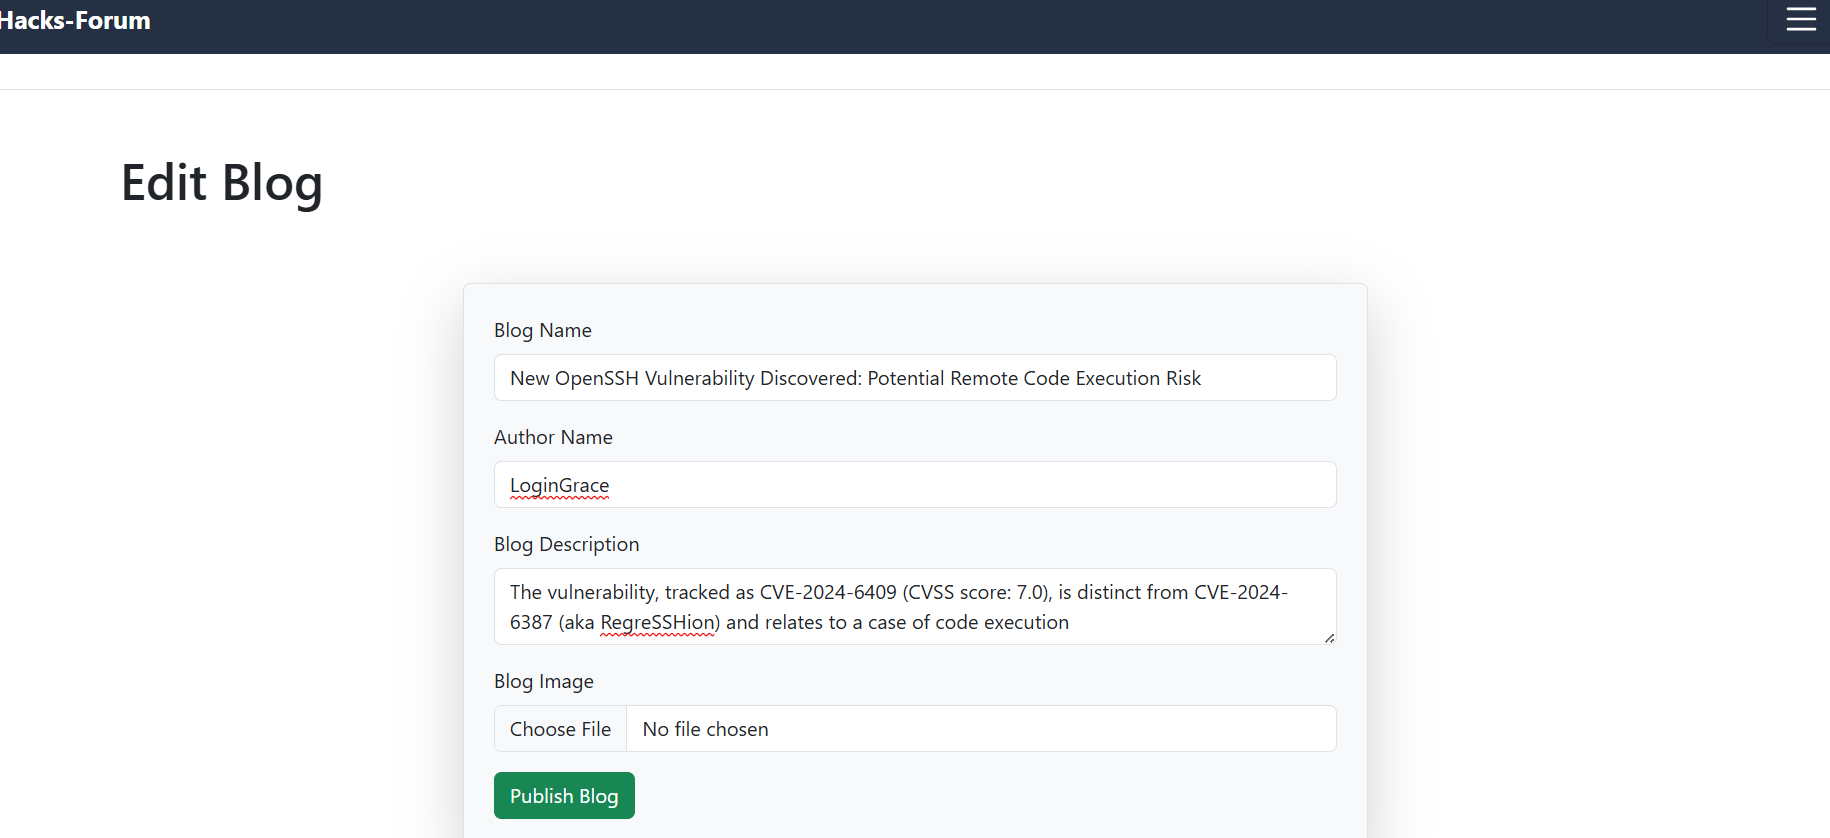 Hacks-Forum
Edit Blog
Blog Name
New OpenSSH Vulnerability Discovered: Potential Remote Code Execution Risk
Author Name
LoginGrace
Blog Description
The vulnerability, tracked as CVE-2024-6409 (CVSS score: 7.0), is distinct from CVE-2024-
6387 (aka RegreSSHion) and relates to a case of code execution
Blog Image
Choose File No file chosen
Publish Blog